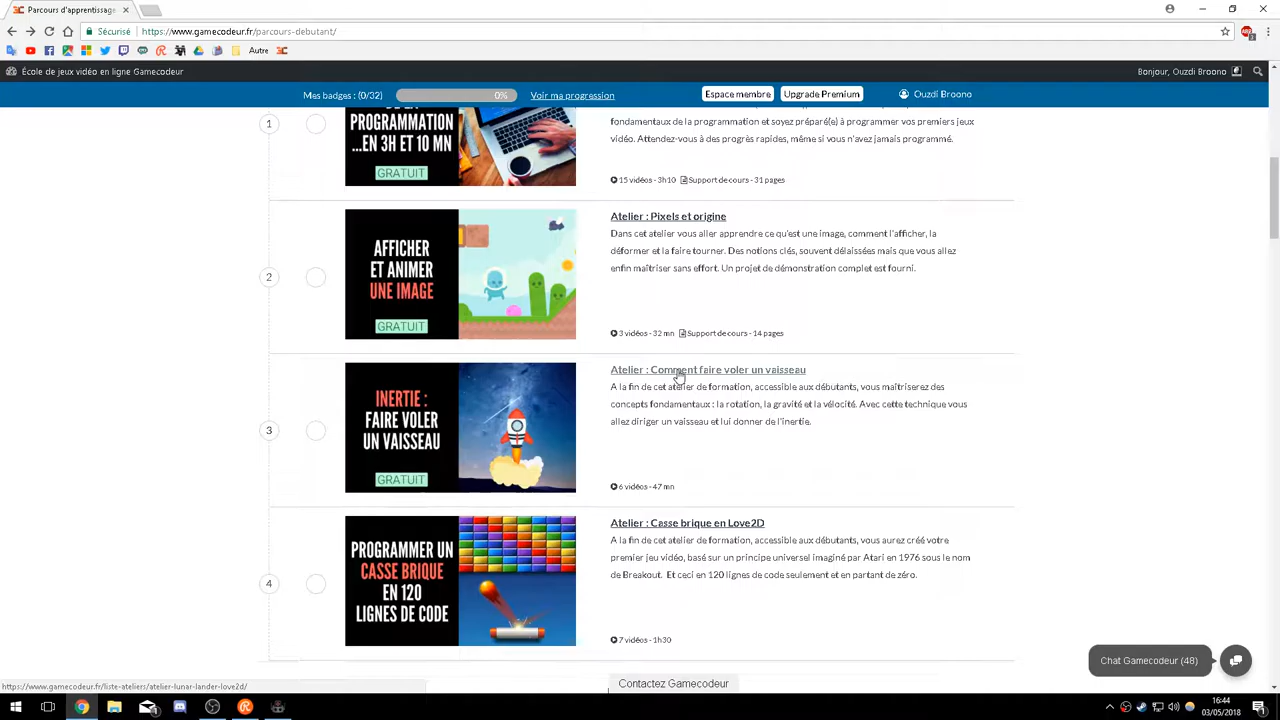 Parcours d'apprentissage
Sécurisé
https://www.gamecodeur.fr/parcours-debutant/
Autre
École de jeux vidéo en ligne Gamecodeur
Bonjour, Ouzdi Broono
Mes badges : (0/32)
0%
Voir ma progression
Espace membre
Upgrade Premium
Ouzdi Broono
1
PROGRAMMATION
...EN 3H ET 10 MN
GRATUIT
fondamentaux de la programmation et soyez préparé(e) à programmer vos premiers jeux
vidéo. Attendez-vous à des progrès rapides, même si vous n'avez jamais programmé.
15 vidéos - 3h10 Support de cours - 31 pages
2
AFFICHER
ET ANIMER
UNE IMAGE
GRATUIT
Atelier : Pixels et origine
Dans cet atelier vous aller apprendre ce qu'est une image, comment l'afficher, la
déformer et la faire tourner. Des notions clés, souvent délaissées mais que vous allez
enfin maîtriser sans effort. Un projet de démonstration complet est fourni.
3 vidéos - 32 mn Support de cours - 14 pages
3
INERTIE :
FAIRE VOLER
UN VAISSEAU
GRATUIT
Atelier : Comment faire voler un vaisseau
A la fin de cet atelier de formation, accessible aux débutants, vous maîtriserez des
concepts fondamentaux : la rotation, la gravité et la vélocité. Avec cette technique vous
allez diriger un vaisseau et lui donner de l'inertie.
6 vidéos - 47 mn
4
PROGRAMMER UN
CASSE BRIQUE
EN 120
LIGNES DE CODE
Atelier : Casse brique en Love2D
A la fin de cet atelier de formation, accessible aux débutants, vous aurez créé votre
premier jeu vidéo, basé sur un principe universel imaginé par Atari en 1976 sous le nom
de Breakout. Et ceci en 120 lignes de code seulement et en partant de zéro.
7 vidéos - 1h30
Chat Gamecodeur (48)
Contactez Gamecodeur
https://www.gamecodeur.fr/liste-ateliers/atelier-lunar-lander-love2d/
16:44
03/05/2018